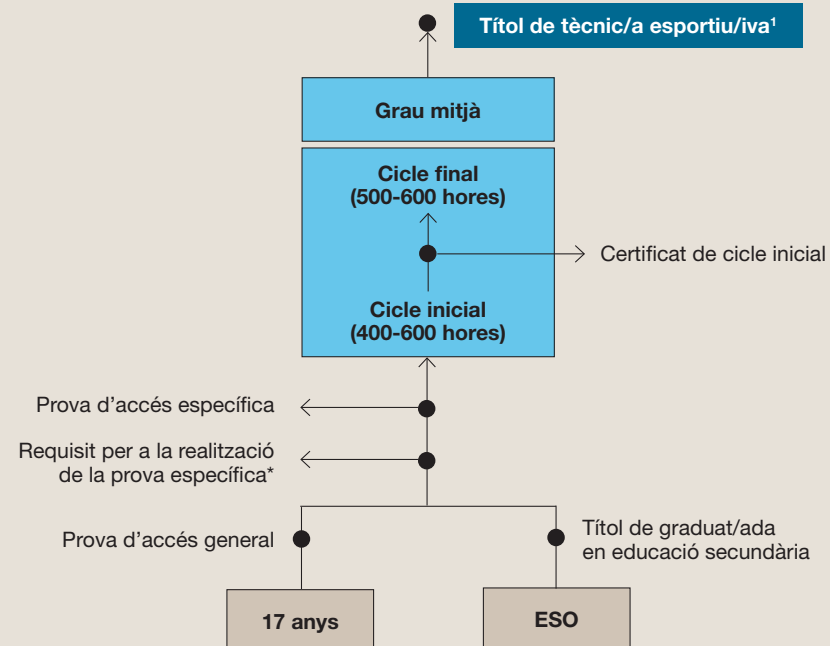 Títol de tècnic/a esportiu/iva¹
Grau mitjà
Cicle final
(500-600 hores)
Certificat de cicle inicial
Cicle inicial
(400-600 hores)
Prova d’accés específica
Requisit per a la realització
de la prova específica*
Prova d’accés general
Títol de graduat/ada
en educació secundària
17 anys
ESO